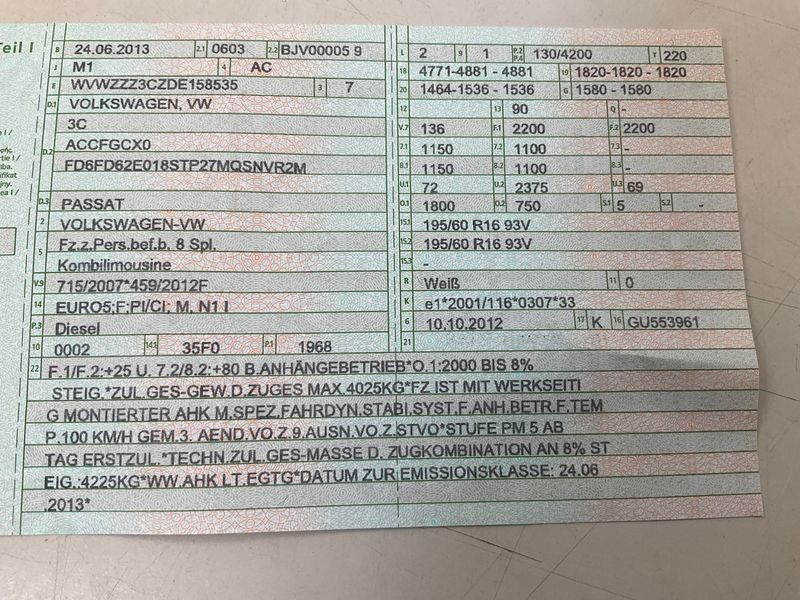 Teil I
B 24.06.2013 2.1 0603 2.2 BJV00005 9
J M1 4 AC
E WVWZZZ3CZDE158535 3 7
D.1 VOLKSWAGEN, VW
3C
D.2 ACCFGCX0
FD6FD62E018STP27MQSNVR2M
D.3 PASSAT
2 VOLKSWAGEN-VW
5 Fz.z.Pers.bef.b. 8 Spl.
Kombilimousine
V.9 715/2007*459/2012F
14 EURO5;F:PI/CI; M, N1 I
P.3 Diesel
10 0002 14.1 35F0 P.1 1968
L 2 9 1 P.2 P.4 130/4200 T 220
18 4771-4881 - 4881 19 1820-1820 - 1820
20 1464-1536 - 1536 G 1580 - 1580
12 13 90 Q -
V.7 136 F.1 2200 F.2 2200
7.1 1150 7.2 1100 7.3 -
8.1 1150 8.2 1100 8.3 -
U.1 72 U.2 2375 U.3 69
O.1 1800 O.2 750 S.1 5 S.2 -
15.1 195/60 R16 93V
15.2 195/60 R16 93V
15.3 -
R Weiß 11 0
K e1*2001/116*0307*33
6 10.10.2012 17 K 16 GU553961
21
22 F.1/F.2:+25 U. 7.2/8.2:+80 B.ANHÄNGEBETRIEB*O.1:2000 BIS 8%
STEIG.*ZUL.GES-GEW.D.ZUGES MAX.4025KG*FZ IST MIT WERKSEITI
G MONTIERTER AHK M.SPEZ.FAHRDYN.STABI.SYST.F.ANH.BETR.F.TEM
P.100 KM/H GEM.3. AEND.VO.Z.9.AUSN.VO.Z.STVO*STUFE PM 5 AB
TAG ERSTZUL.*TECHN.ZUL.GES-MASSE D. ZUGKOMBINATION AN 8% ST
EIG.:4225KG*WW.AHK LT.EGTG*DATUM ZUR EMISSIONSKLASSE: 24.06
.2013*